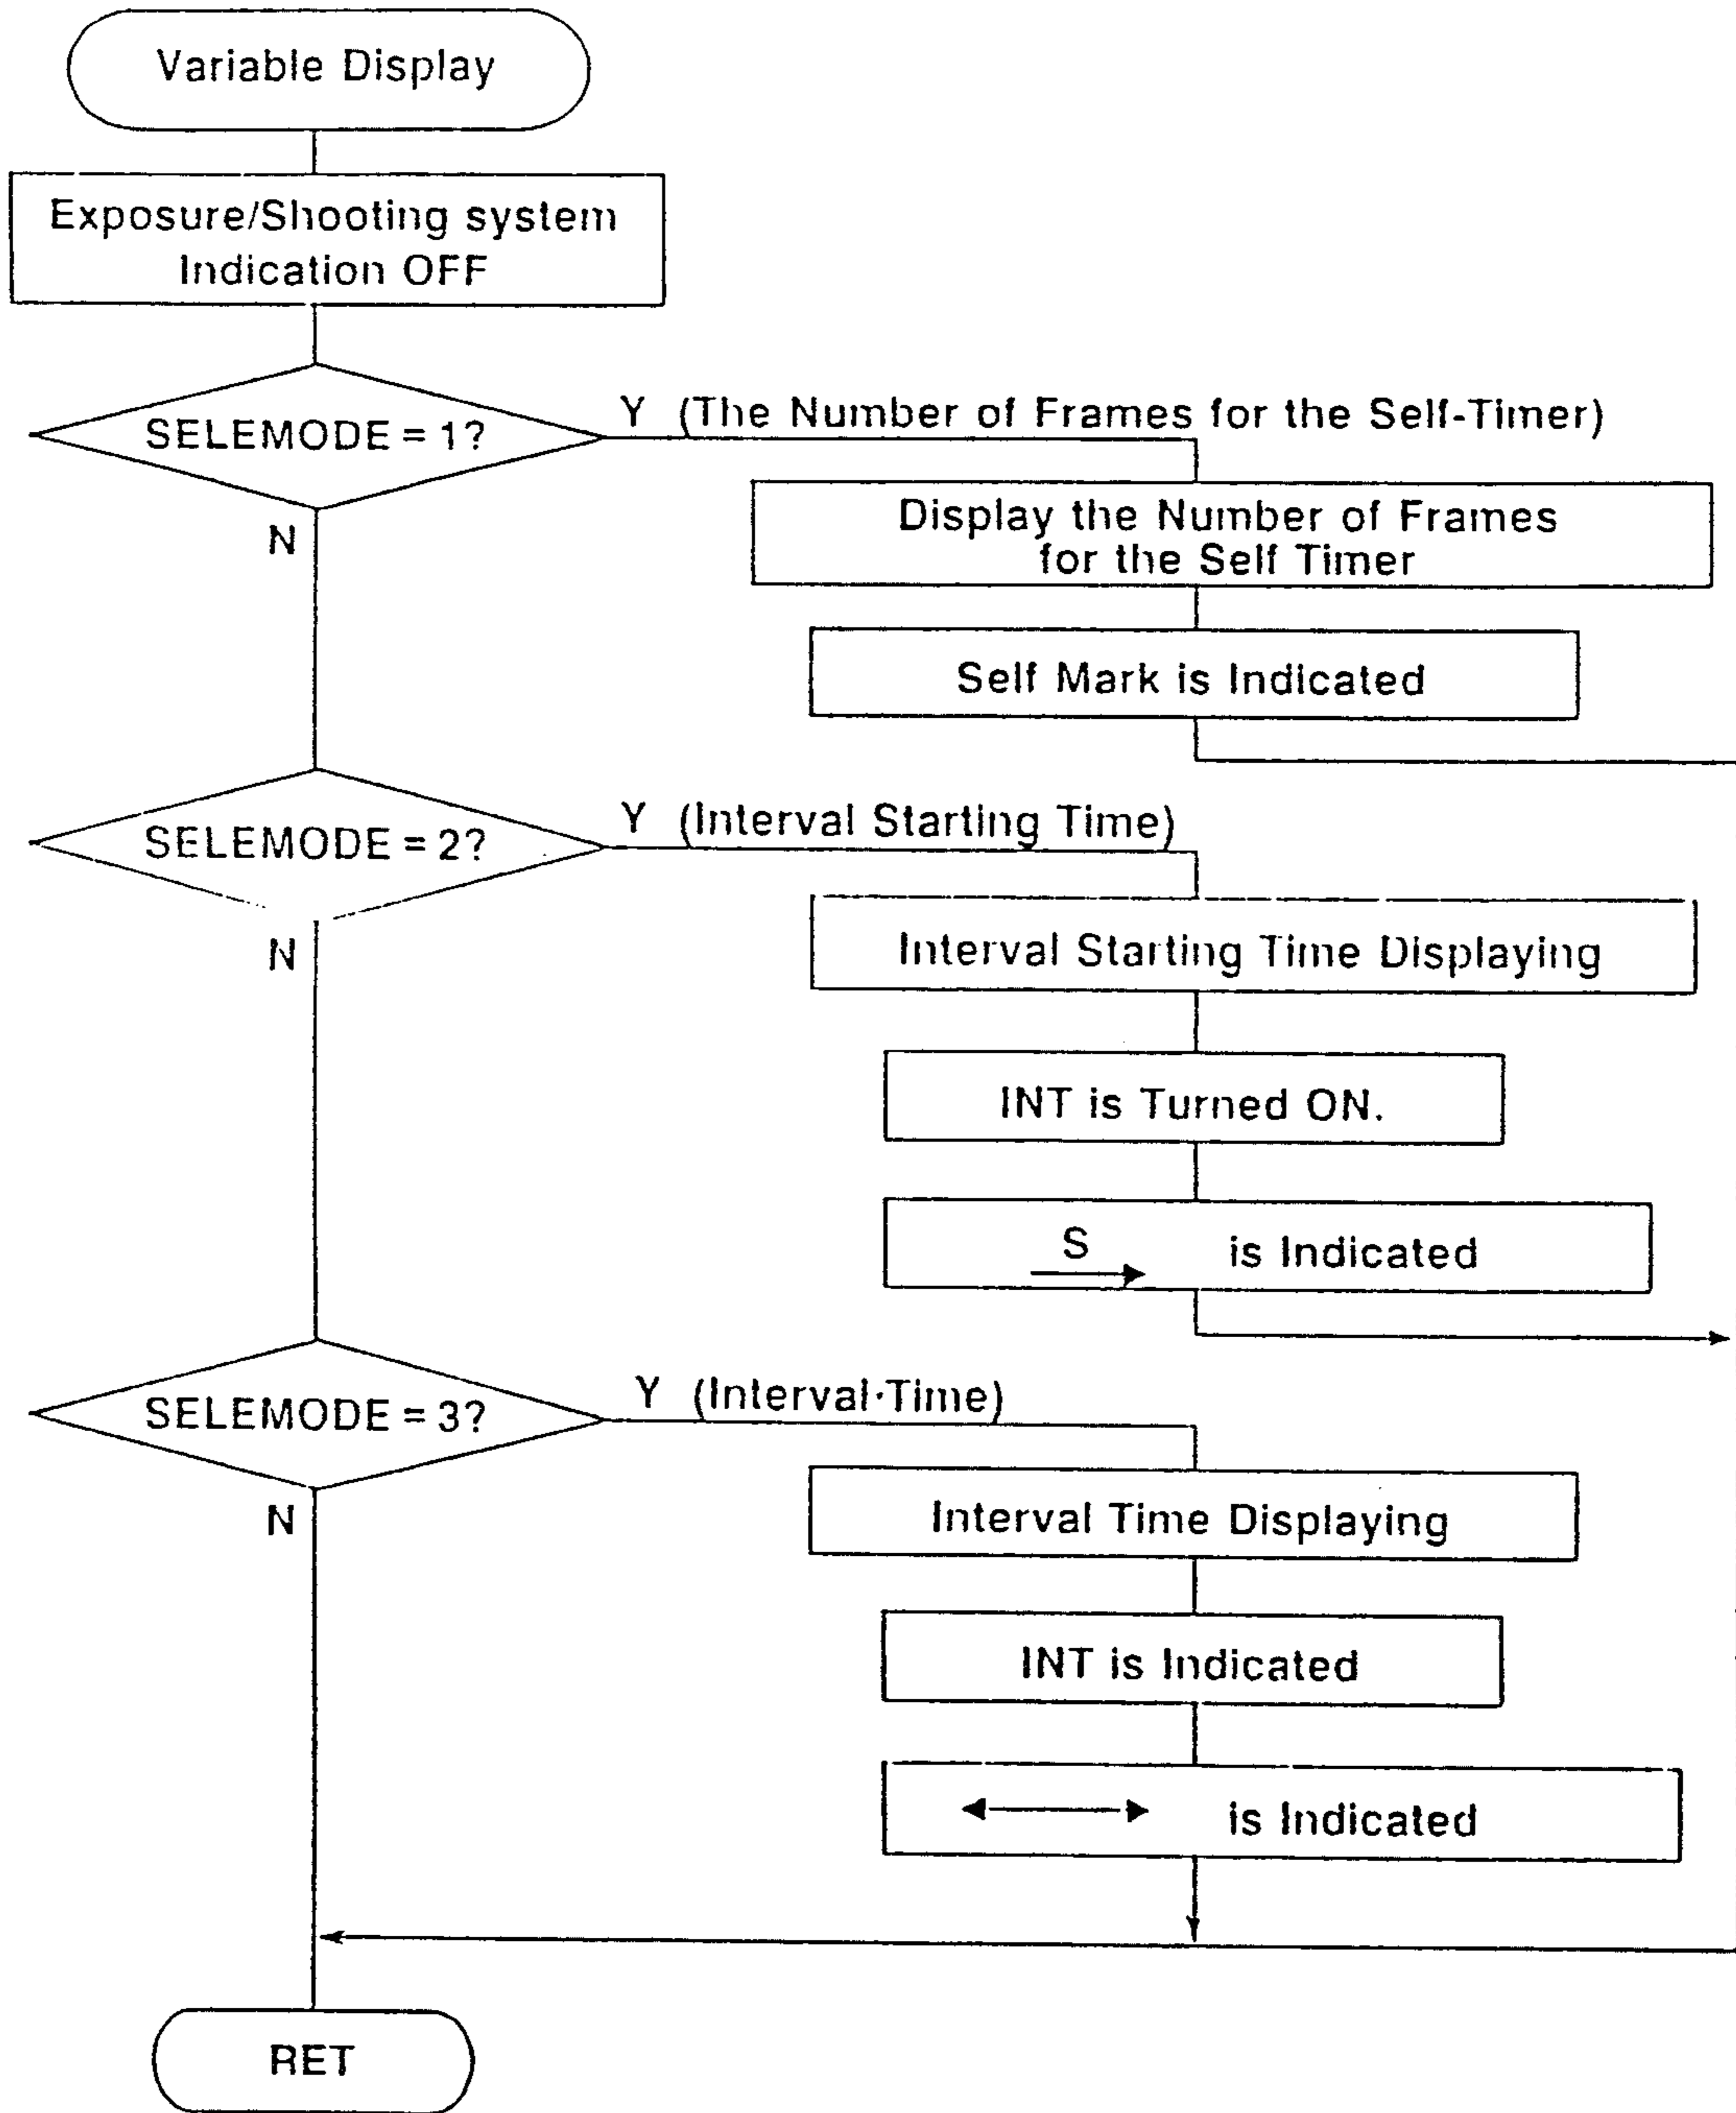 Variable Display
Exposure/Shooting system
Indication OFF
SELEMODE = 1?
Y (The Number of Frames for the Self-Timer)
N
Display the Number of Frames
for the Self Timer
Self Mark is Indicated
SELEMODE = 2?
Y (Interval Starting Time)
N
Interval Starting Time Displaying
INT is Turned ON.
S is Indicated
SELEMODE = 3?
Y (Interval·Time)
N
Interval Time Displaying
INT is Indicated
is Indicated
RET